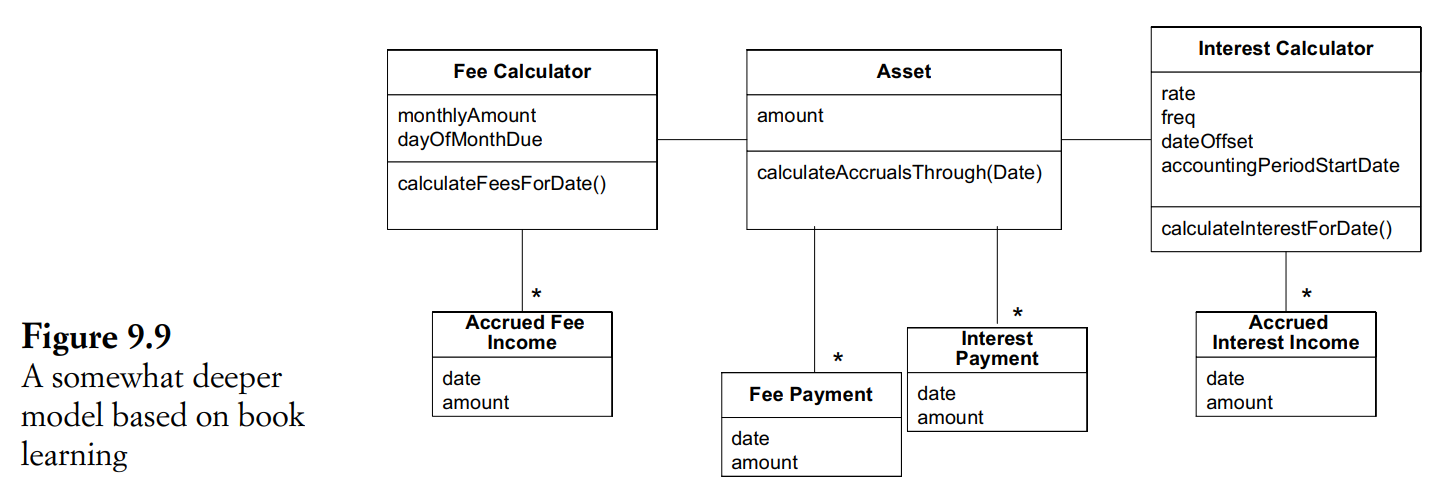 Fee Calculator
monthlyAmount
dayOfMonthDue
calculateFeesForDate()
Asset
amount
calculateAccrualsThrough(Date)
Interest Calculator
rate
freq
dateOffset
accountingPeriodStartDate
calculateInterestForDate()
*
Accrued Fee
Income
date
amount
*
Fee Payment
date
amount
*
Interest
Payment
date
amount
*
Accrued
Interest Income
date
amount
Figure 9.9
A somewhat deeper
model based on book
learning